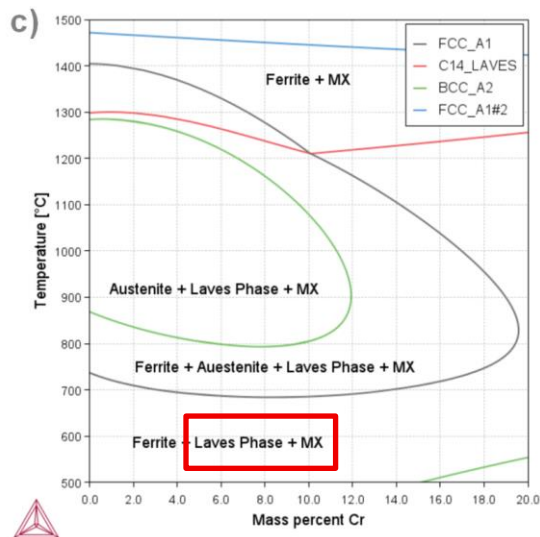 c)
1500
1400
1300
1200
1100
1000
900
800
700
600
500
Temperature [°C]
FCC_A1
C14_LAVES
BCC_A2
FCC_A1#2
Ferrite + MX
Austenite + Laves Phase + MX
Ferrite + Auestenite + Laves Phase + MX
Ferrite + Laves Phase + MX
0.0 2.0 4.0 6.0 8.0 10.0 12.0 14.0 16.0 18.0 20.0
Mass percent Cr